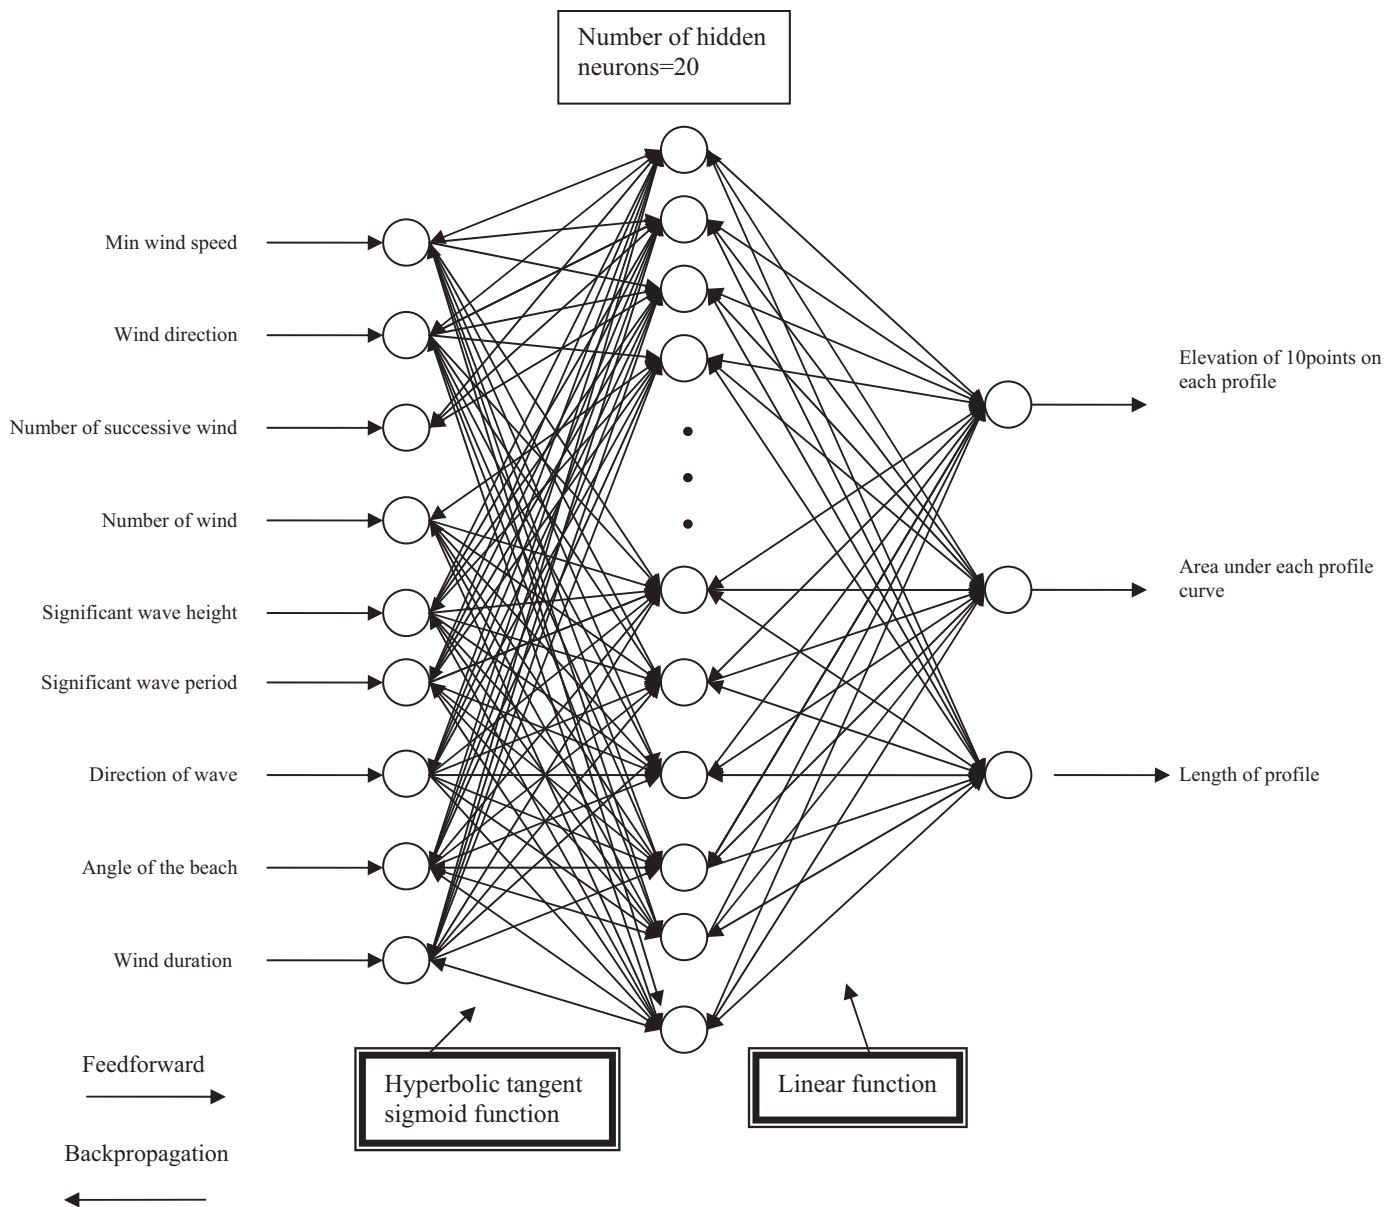 Number of hidden
neurons=20
Min wind speed
Wind direction
Number of successive wind
Number of wind
Significant wave height
Significant wave period
Direction of wave
Angle of the beach
Wind duration
Elevation of 10points on
each profile
Area under each profile
curve
Length of profile
Feedforward
Backpropagation
Hyperbolic tangent
sigmoid function
Linear function